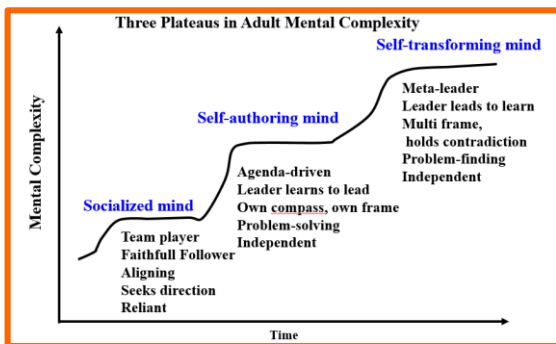 Three Plateaus in Adult Mental Complexity
Self-transforming mind
Meta-leader
Leader leads to learn
Multi frame,
holds contradiction
Problem-finding
Independent
Self-authoring mind
Agenda-driven
Leader learns to lead
Own compass, own frame
Problem-solving
Independent
Socialized mind
Team player
Faithfull Follower
Aligning
Seeks direction
Reliant
Mental Complexity
Time